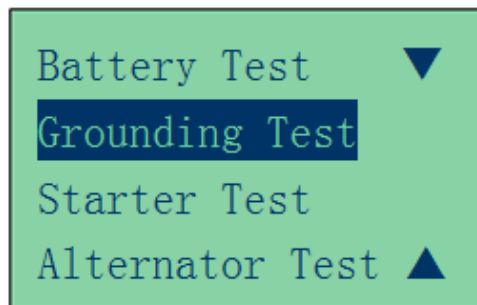 Battery Test ▼
Grounding Test
Starter Test
Alternator Test ▲